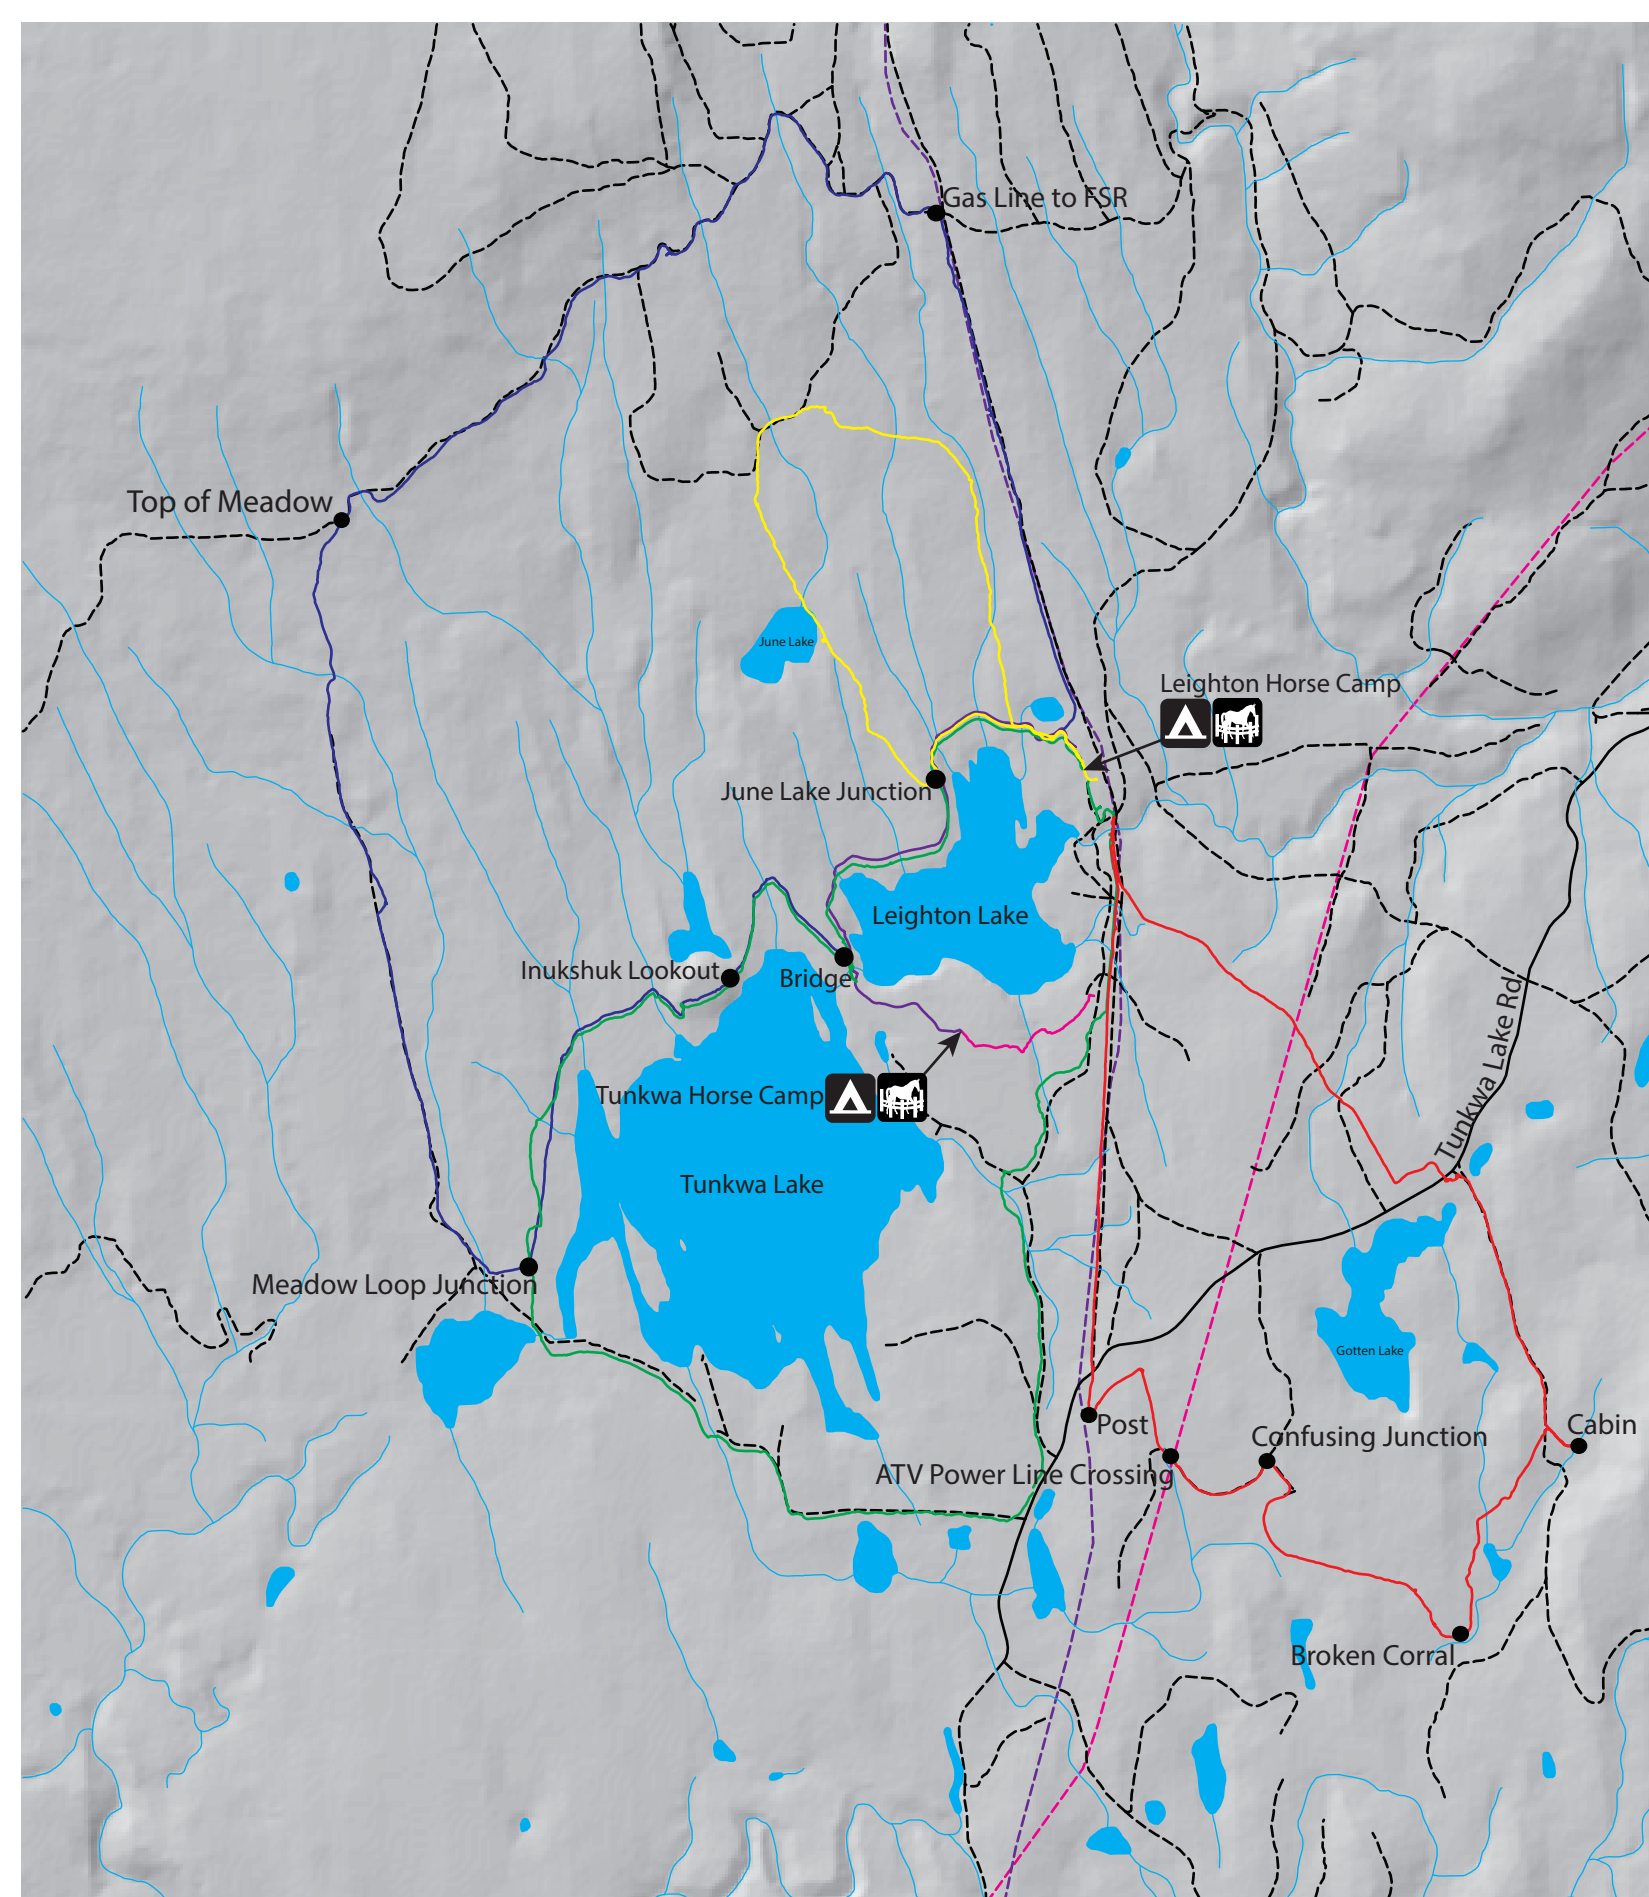 Gas Line to FSR
Top of Meadow
June Lake
Leighton Horse Camp
June Lake Junction
Leighton Lake
Inukshuk Lookout
Bridge
Tunkwa Lake Rd
Tunkwa Horse Camp
Tunkwa Lake
Meadow Loop Junction
Gotten Lake
Post
Cabin
Confusing Junction
ATV Power Line Crossing
Broken Corral